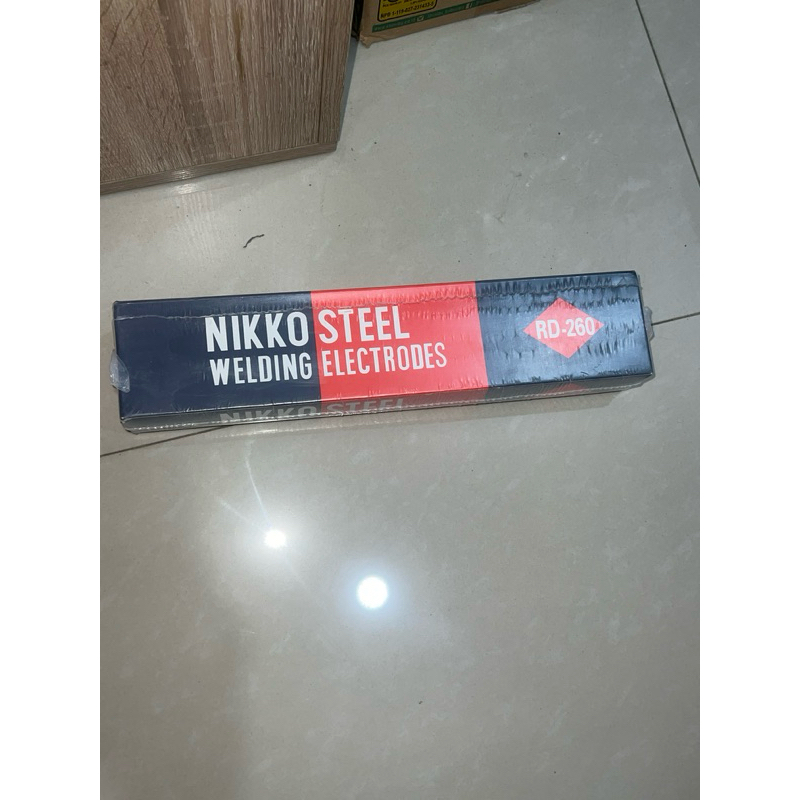 NIKKO STEEL
WELDING ELECTRODES
RD-260
NIKKO STEEL